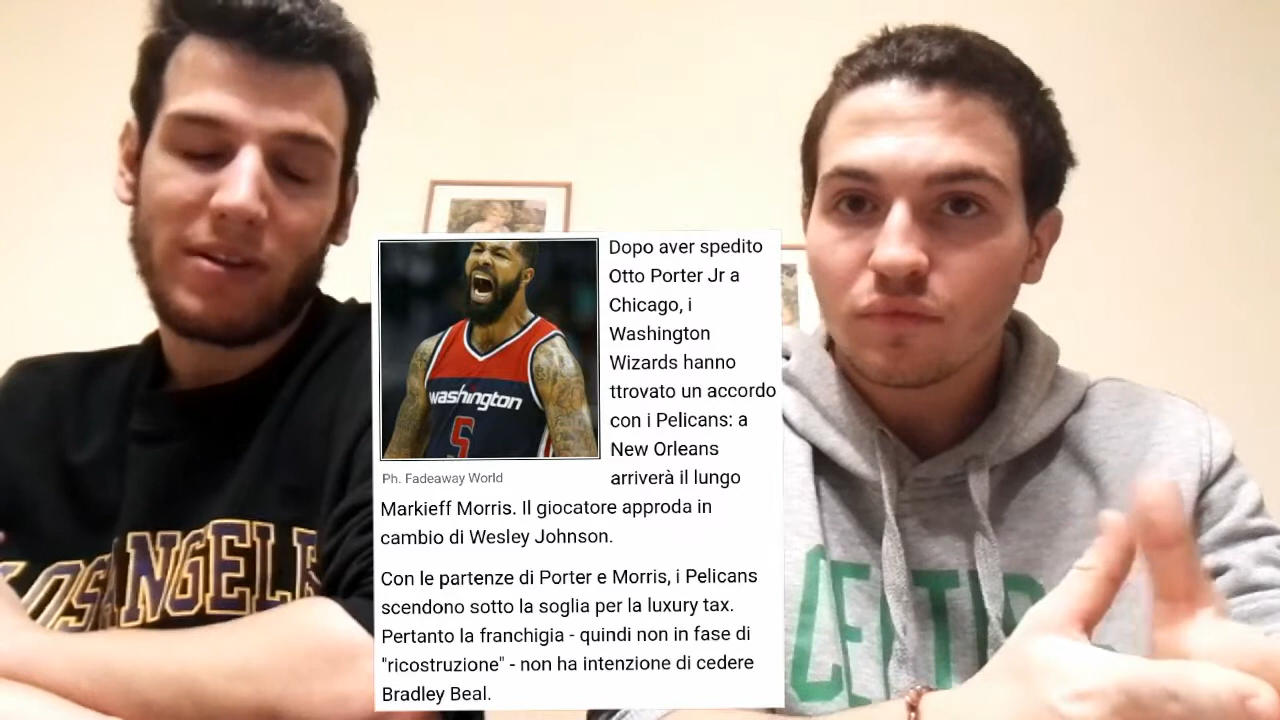 Dopo aver spedito
Otto Porter Jr a
Chicago, i
Washington
Wizards hanno
ttrovato un accordo
con i Pelicans: a
New Orleans
arriverà il lungo
Markieff Morris. Il giocatore approda in
cambio di Wesley Johnson.
Con le partenze di Porter e Morris, i Pelicans
scendono sotto la soglia per la luxury tax.
Pertanto la franchigia - quindi non in fase di
"ricostruzione" - non ha intenzione di cedere
Bradley Beal.
washington
5
Ph. Fadeaway World
LOS ANGELE
CELTIC